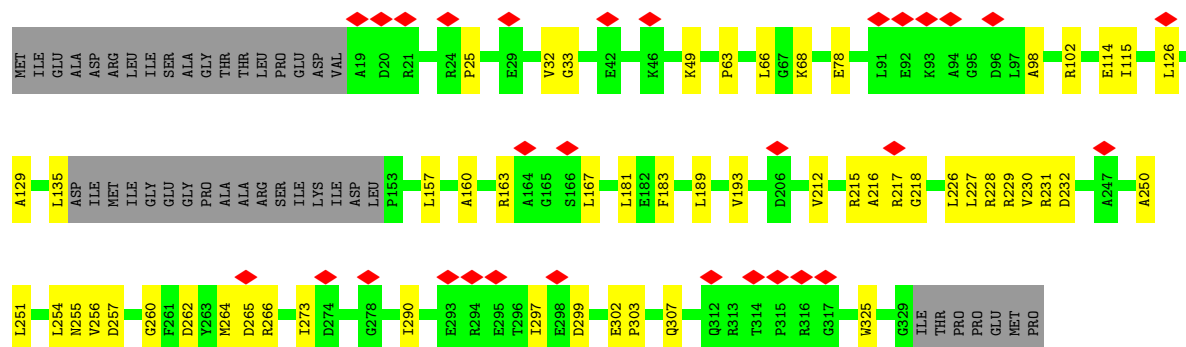 MET ILE GLU ALA ASP ARG LEU ILE SER ALA GLY THR THR LEU PRO GLU ASP VAL A19 D20 R21 R24 P25 E29 V32 G33 E42 K46 K49 P63 L66 G67 K68 E78 L91 E92 K93 A94 G95 D96 L97 A98 R102 E114 I115 L126
A129 L135 ASP ILE MET ILE GLY GLU GLY PRO ALA ALA ARG SER ILE LYS ILE ASP LEU P153 L157 A160 R163 A164 G165 S166 L167 L181 E182 F183 L189 V193 D206 V212 R215 A216 R217 G218 L226 L227 R228 R229 V230 R231 D232 A247 A250
L251 L254 N255 V256 D257 G260 F261 D262 Y263 M264 D265 R266 I273 D274 G278 I290 E293 R294 E295 T296 I297 E298 D299 E302 P303 Q307 Q312 R313 T314 P315 R316 G317 W325 G329 ILE THR PRO PRO GLU MET PRO